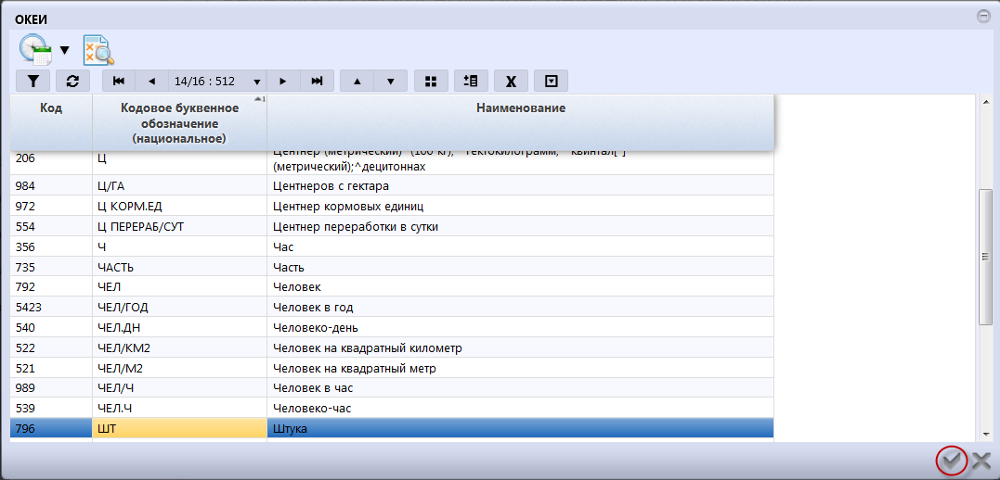 ОКЕИ
14/16 : 512
Код Кодовое буквенное обозначение (национальное) 1 Наименование
206 Ц Центнер (метрический) (100 кг);^ гектокилограмм;^ квинтал[*]
(метрический);^децитоннах
984 Ц/ГА Центнеров с гектара
972 Ц КОРМ.ЕД Центнер кормовых единиц
554 Ц ПЕРЕРАБ/СУТ Центнер переработки в сутки
356 Ч Час
735 ЧАСТЬ Часть
792 ЧЕЛ Человек
5423 ЧЕЛ/ГОД Человек в год
540 ЧЕЛ.ДН Человеко-день
522 ЧЕЛ/КМ2 Человек на квадратный километр
521 ЧЕЛ/М2 Человек на квадратный метр
989 ЧЕЛ/Ч Человек в час
539 ЧЕЛ.Ч Человеко-час
796 ШТ Штука